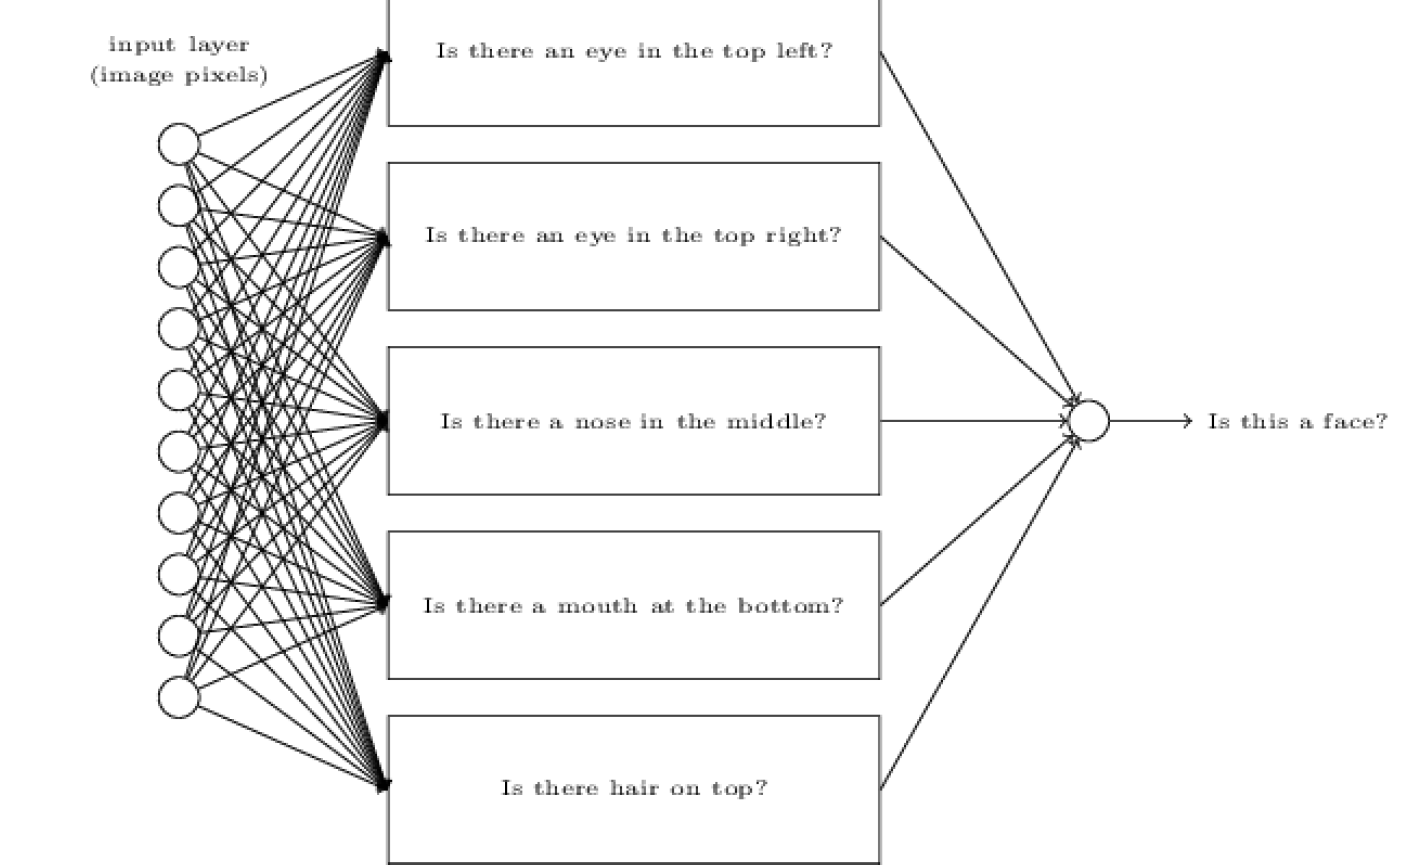 input layer
(image pixels)
Is there an eye in the top left?
Is there an eye in the top right?
Is there a nose in the middle?
Is there a mouth at the bottom?
Is there hair on top?
Is this a face?